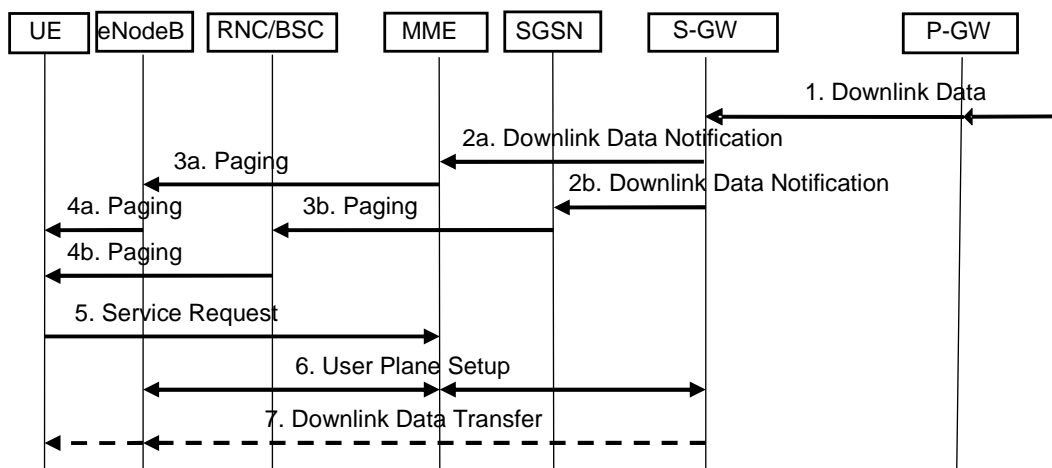 UE eNodeB RNC/BSC MME SGSN S-GW P-GW
1. Downlink Data
2a. Downlink Data Notification
3a. Paging
2b. Downlink Data Notification
4a. Paging
3b. Paging
4b. Paging
5. Service Request
6. User Plane Setup
7. Downlink Data Transfer